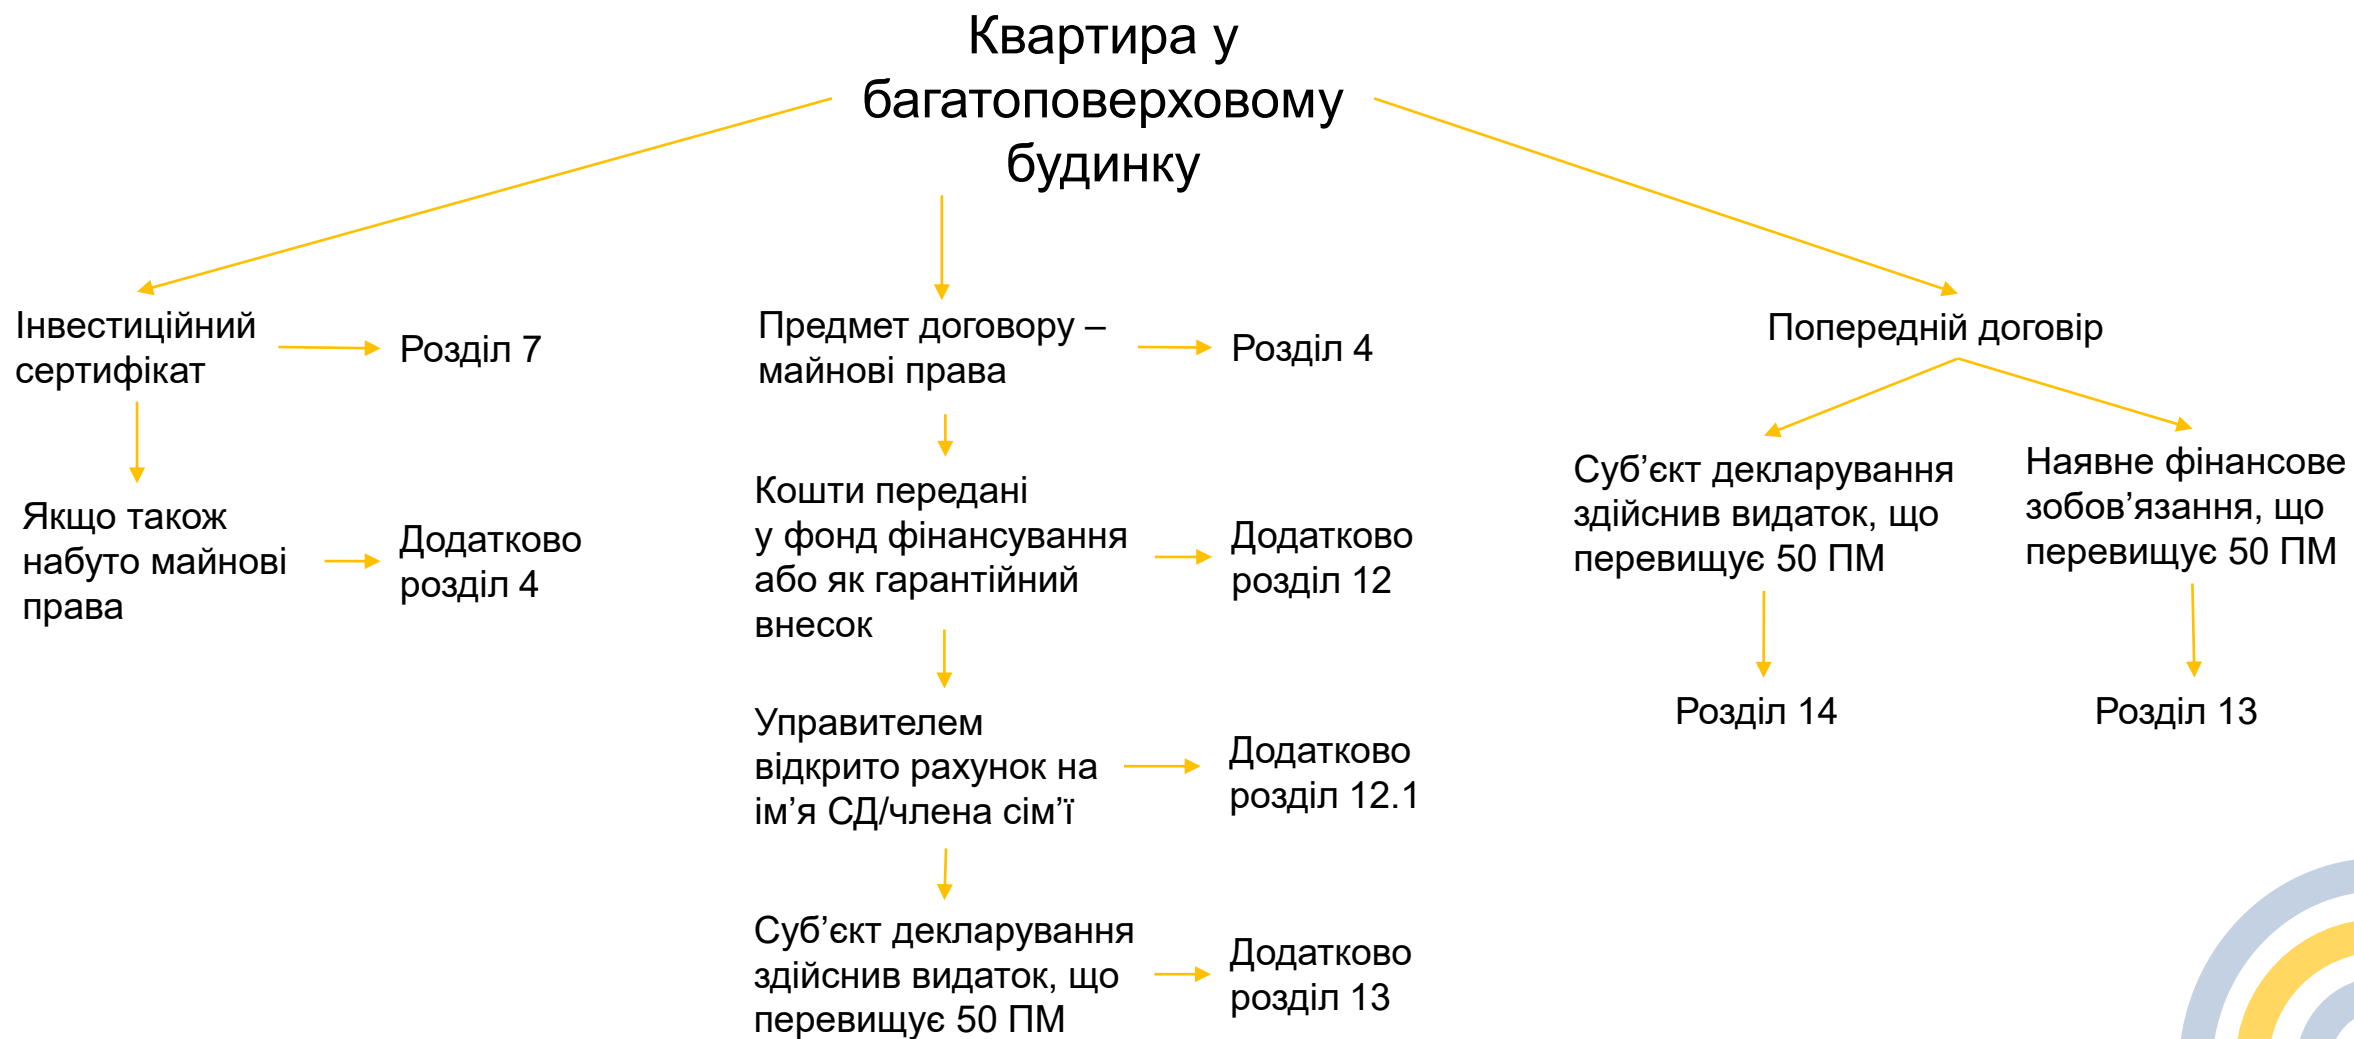 Квартира у
багатоповерховому
будинку
Інвестиційний
сертифікат
Розділ 7
Якщо також
набуто майнові
права
Додатково
розділ 4
Предмет договору –
майнові права
Розділ 4
Кошти передані
у фонд фінансування
або як гарантійний
внесок
Додатково
розділ 12
Управителем
відкрито рахунок на
ім’я СД/члена сім’ї
Додатково
розділ 12.1
Суб’єкт декларування
здійснив видаток, що
перевищує 50 ПМ
Додатково
розділ 13
Попередній договір
Суб’єкт декларування
здійснив видаток, що
перевищує 50 ПМ
Розділ 14
Наявне фінансове
зобов’язання, що
перевищує 50 ПМ
Розділ 13